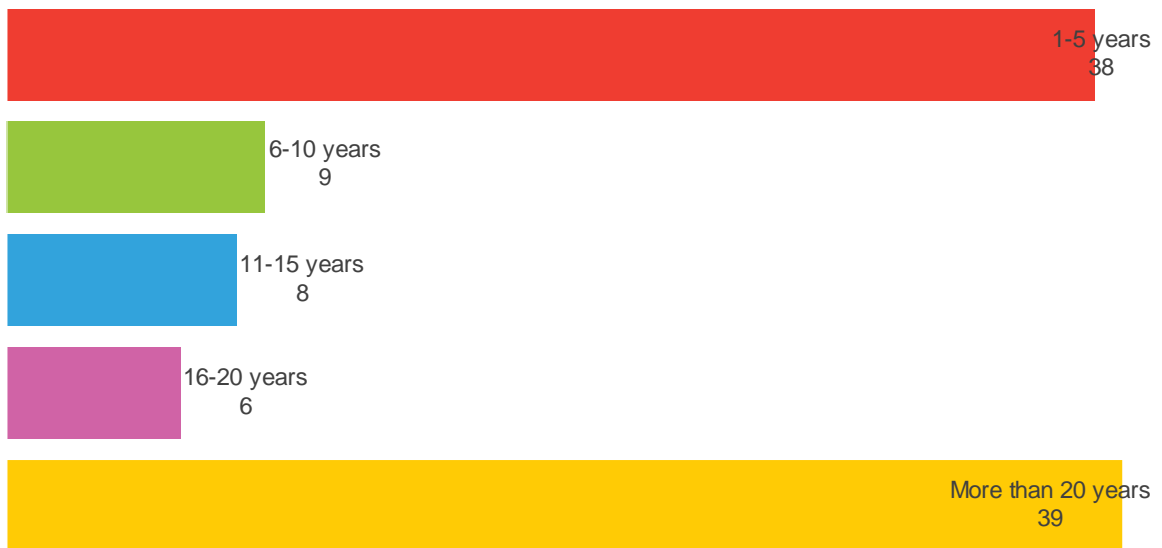 1-5 years
38
6-10 years
9
11-15 years
8
16-20 years
6
More than 20 years
39